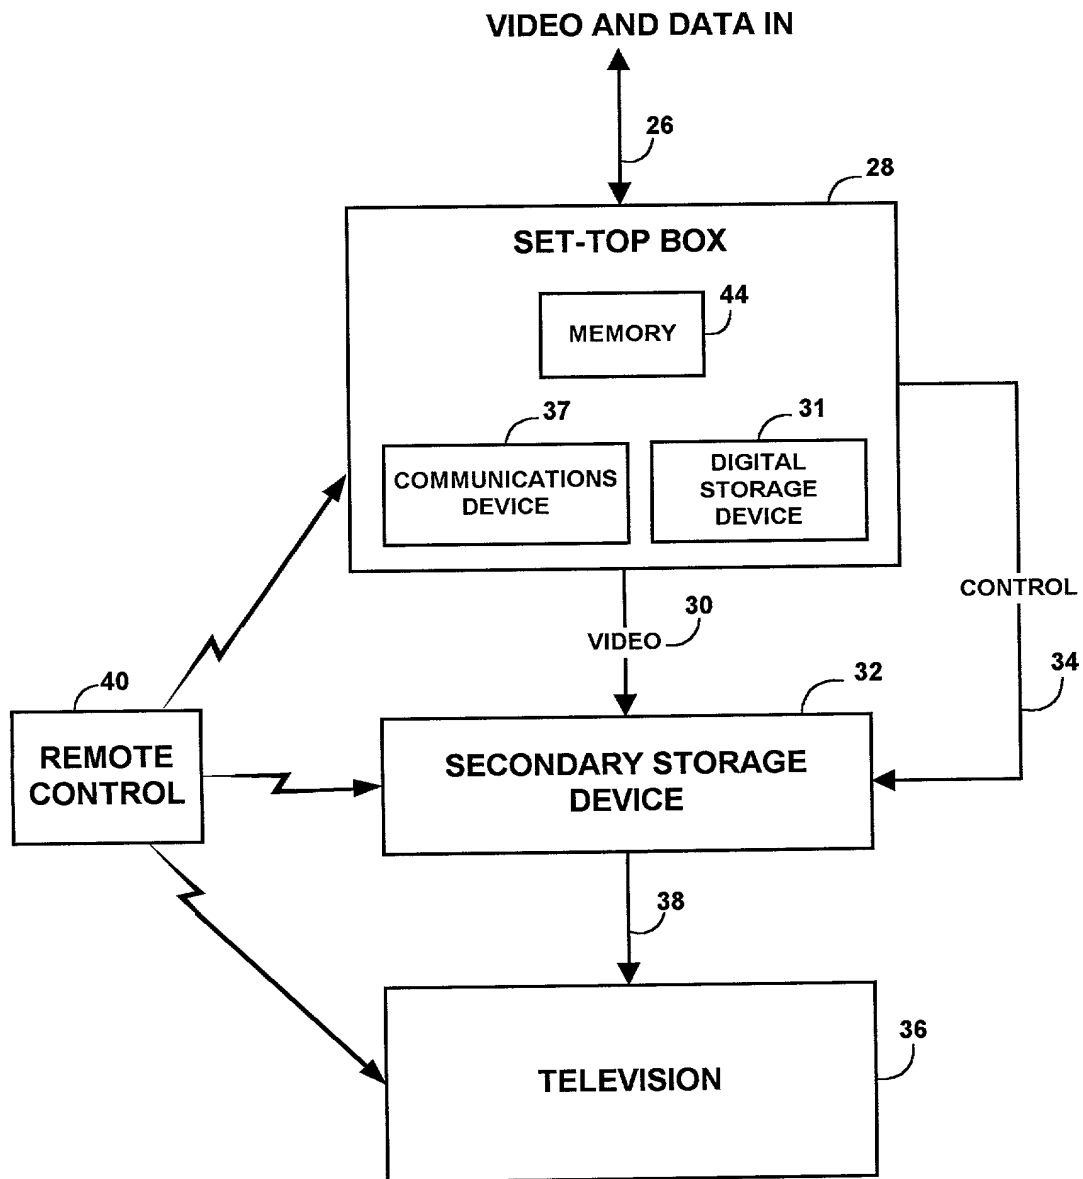 VIDEO AND DATA IN
26
28
SET-TOP BOX
44
MEMORY
37
31
COMMUNICATIONS
DEVICE
DIGITAL
STORAGE
DEVICE
CONTROL
30
VIDEO
34
32
40
REMOTE
CONTROL
SECONDARY STORAGE
DEVICE
38
36
TELEVISION